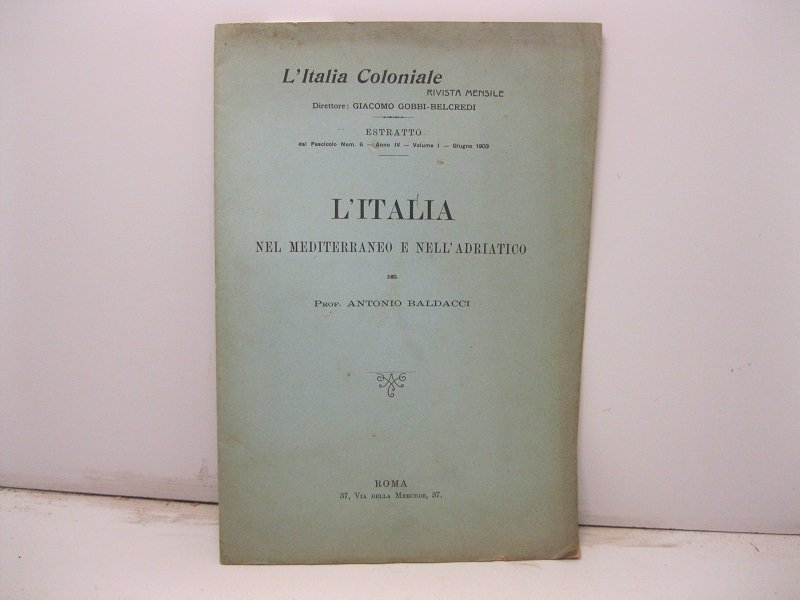 L'Italia Coloniale
RIVISTA MENSILE
Direttore: GIACOMO GOBBI-BELCREDI
ESTRATTO
dal Fascicolo Num. 6 — Anno IV — Volume I — Giugno 1903
L'ITALIA
NEL MEDITERRANEO E NELL'ADRIATICO
DEL
PROF. ANTONIO BALDACCI
ROMA
37, VIA DELLA MERCEDE, 37.